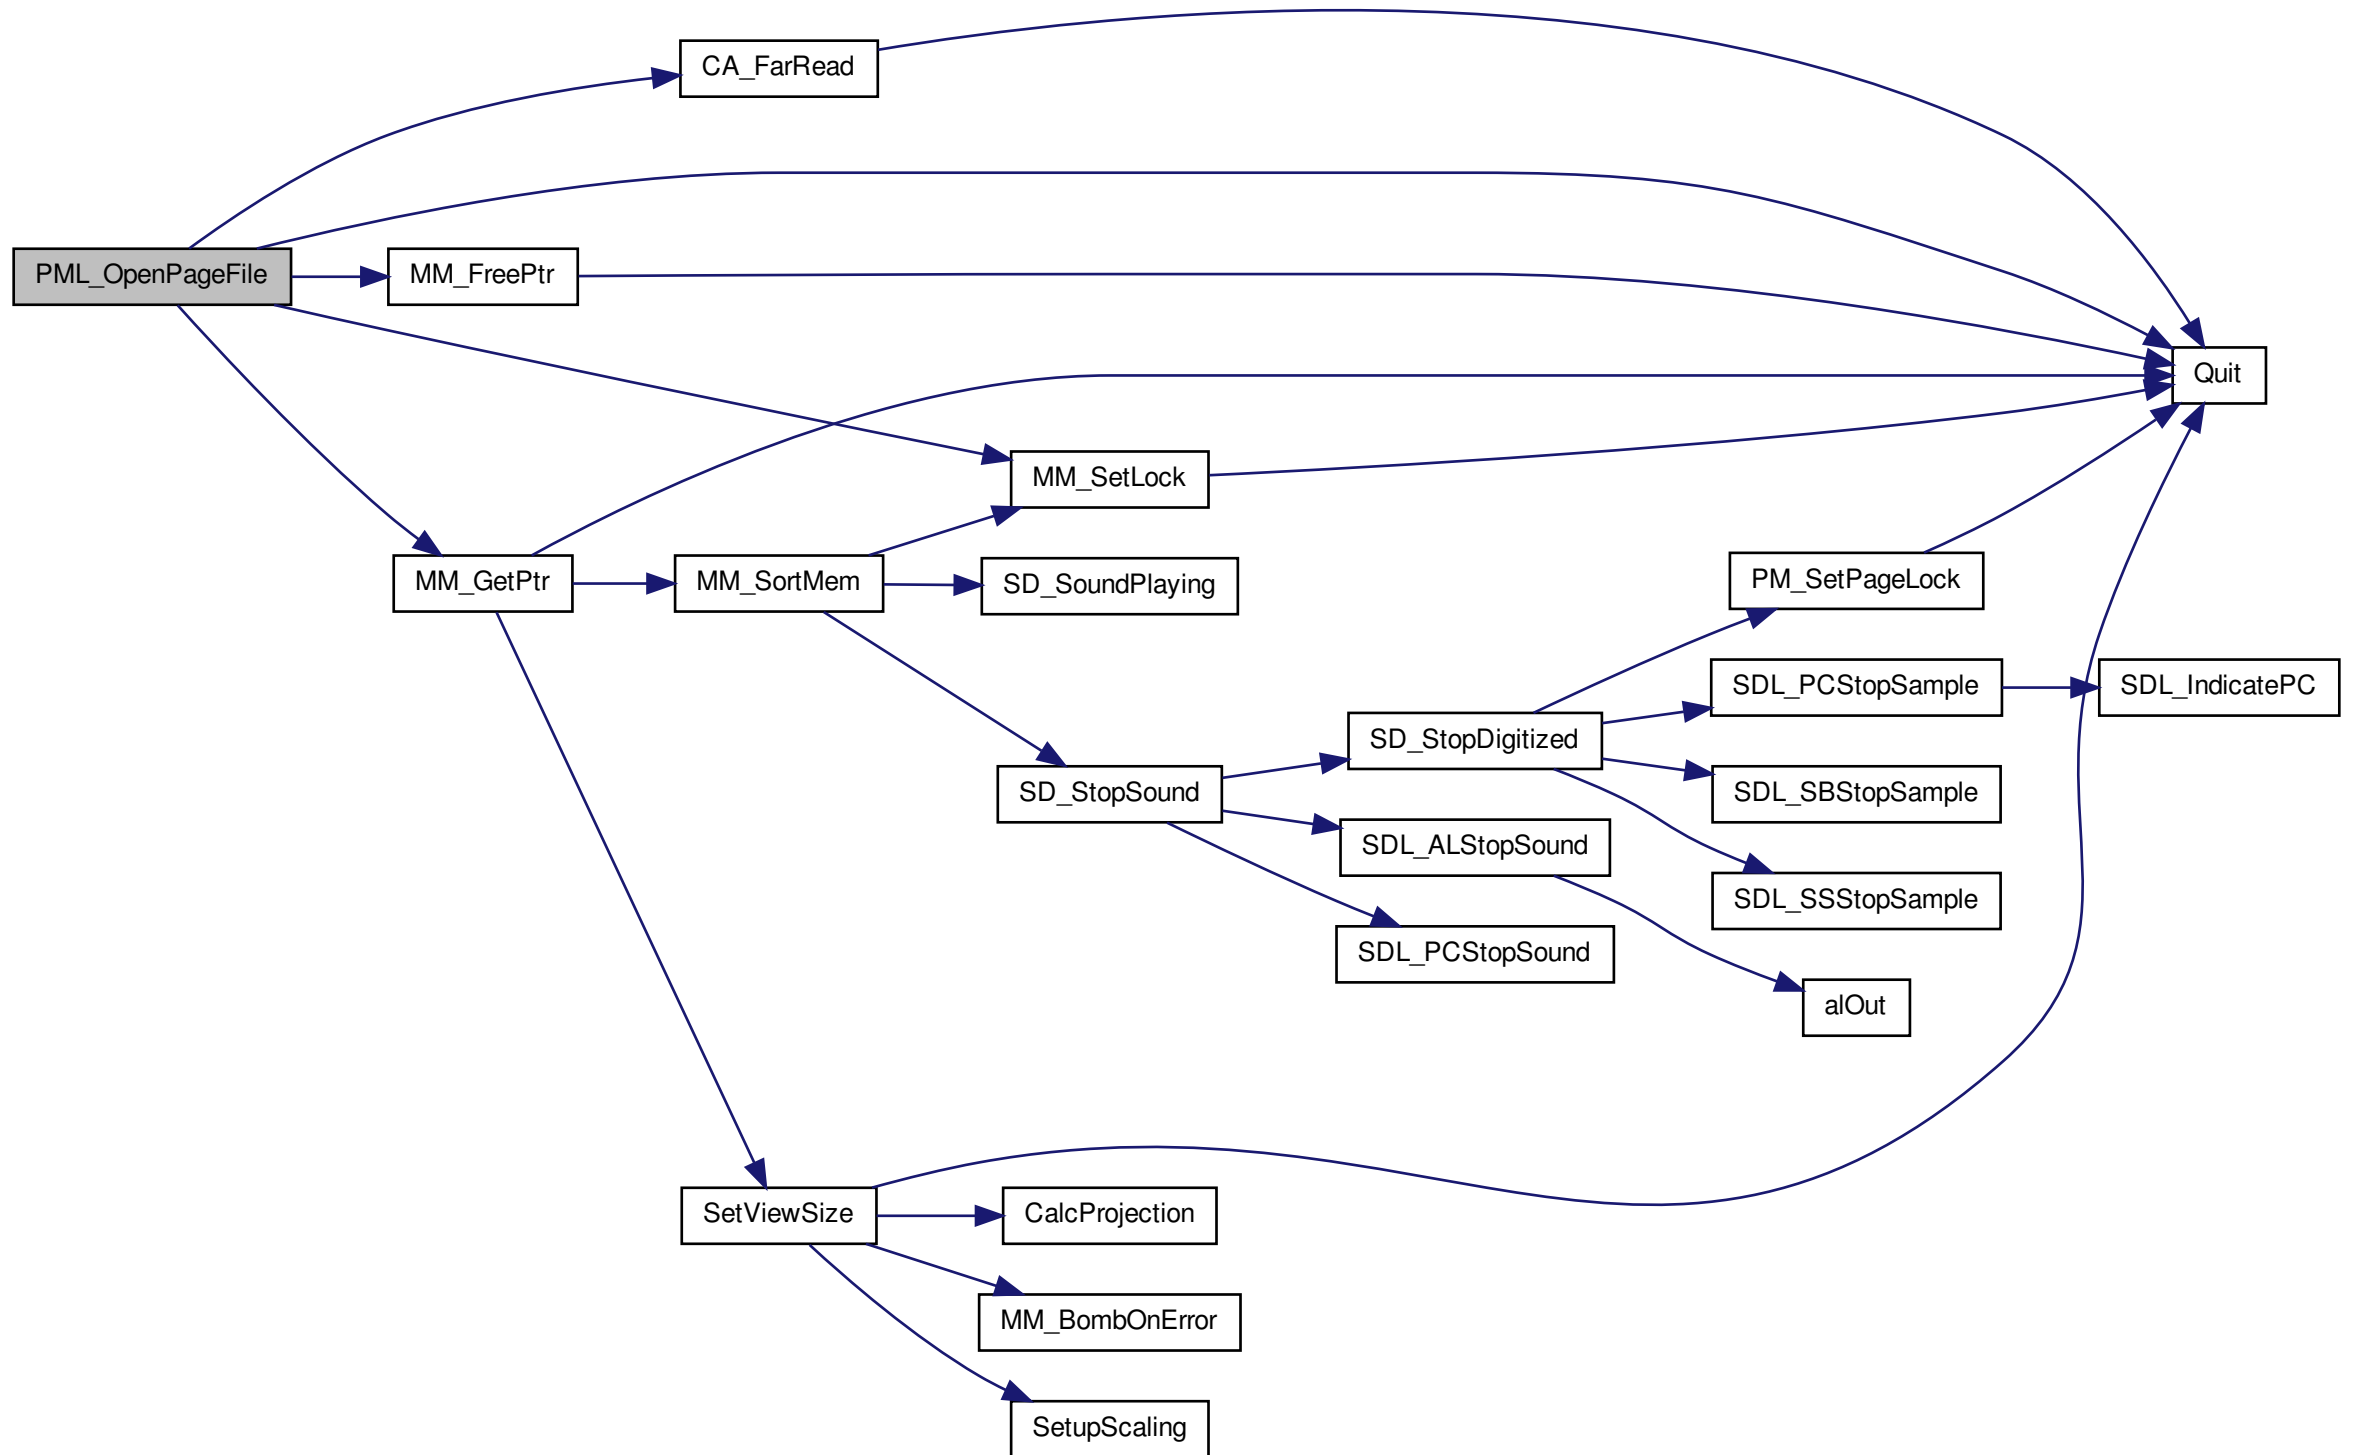 CA_FarRead
PML_OpenPageFile
MM_FreePtr
Quit
MM_SetLock
MM_GetPtr
MM_SortMem
SD_SoundPlaying
PM_SetPageLock
SDL_PCStopSample
SDL_IndicatePC
SD_StopDigitized
SD_StopSound
SDL_SBStopSample
SDL_ALStopSound
SDL_SSStopSample
SDL_PCStopSound
alOut
SetViewSize
CalcProjection
MM_BombOnError
SetupScaling